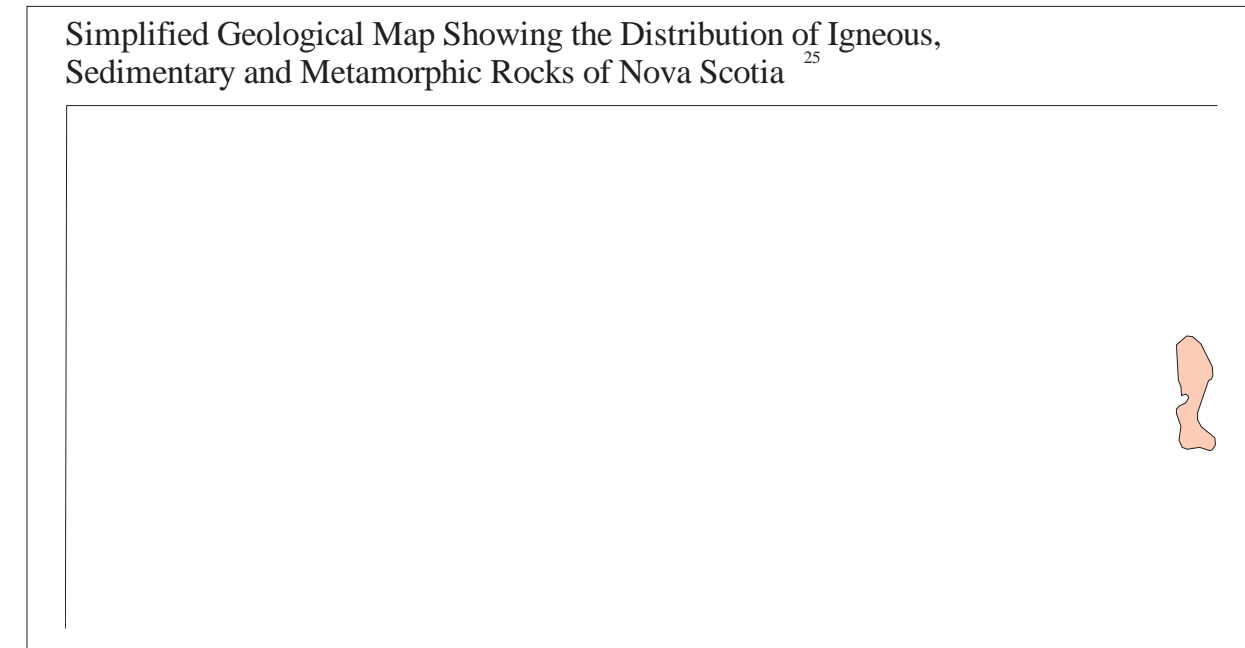 Simplified Geological Map Showing the Distribution of Igneous,
Sedimentary and Metamorphic Rocks of Nova Scotia 25